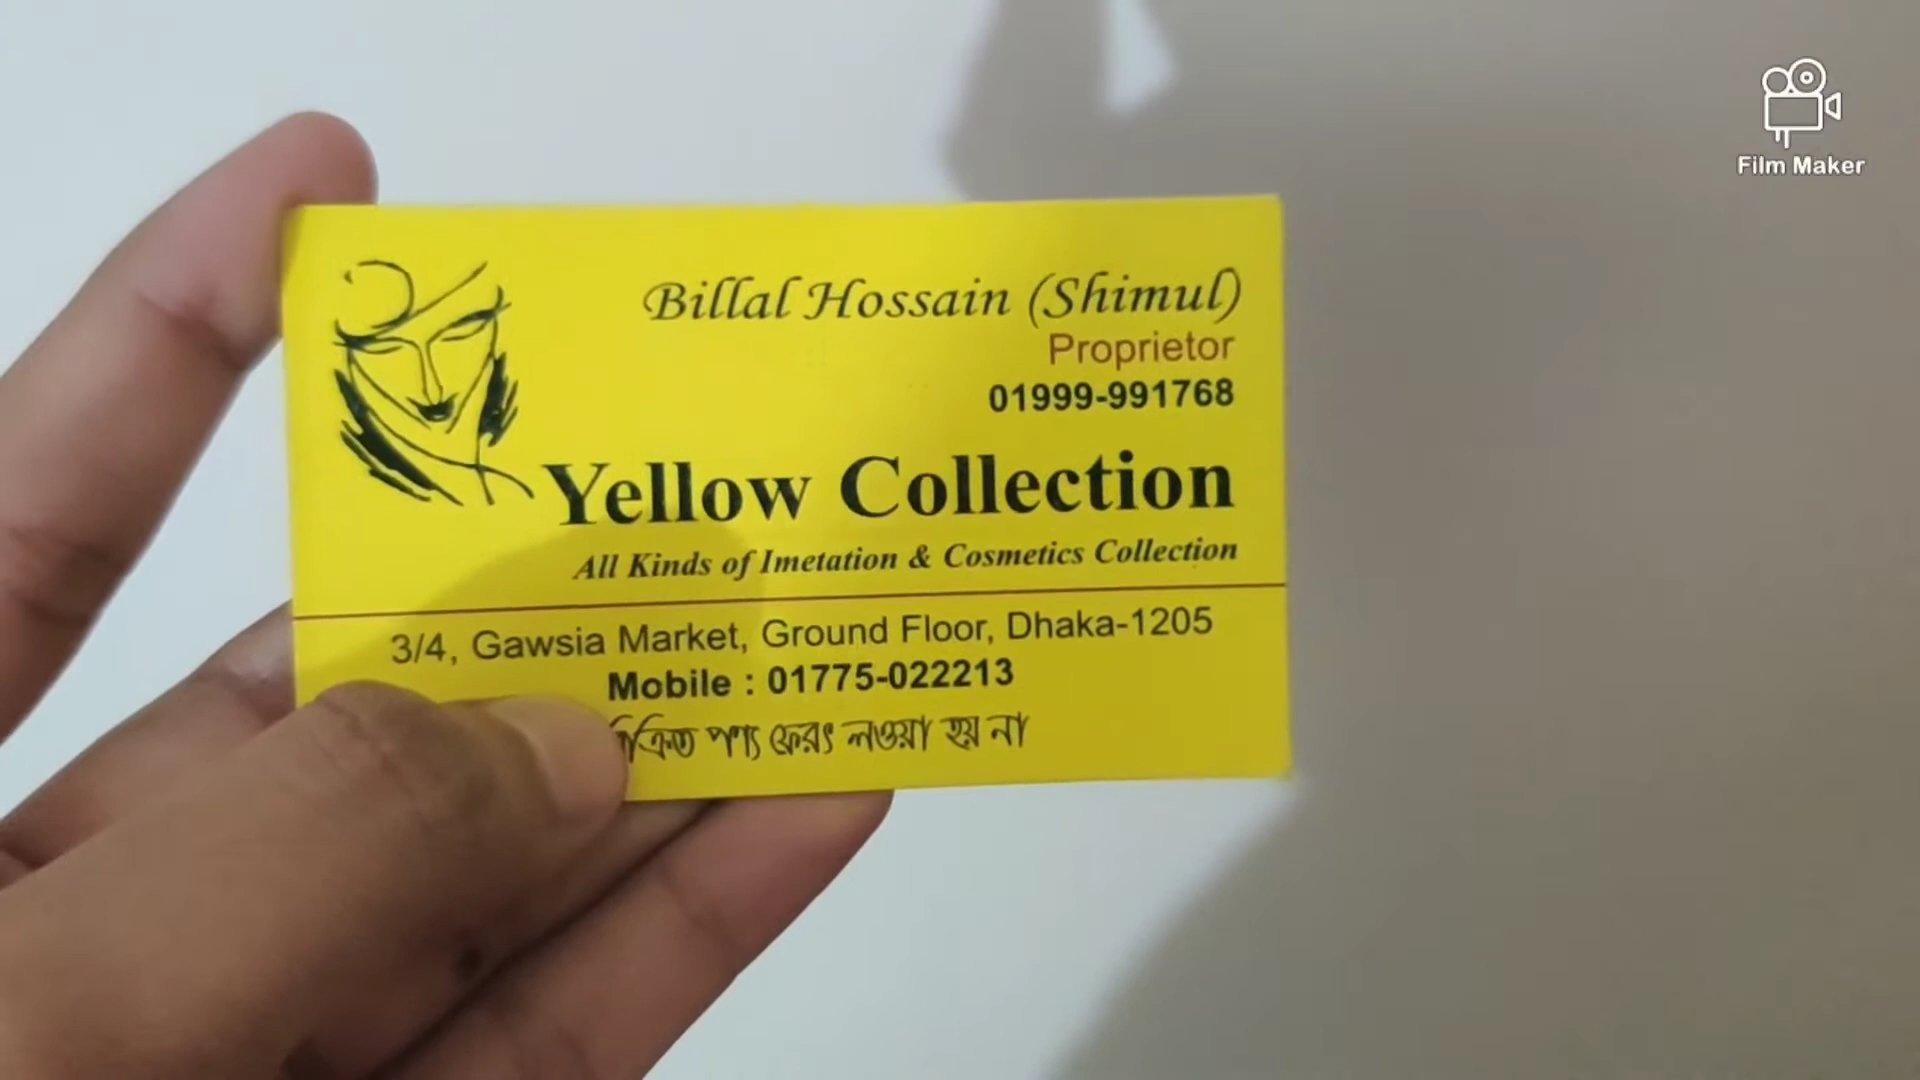 Film Maker
Billal Hossain (Shimul)
Proprietor
01999-991768
Yellow Collection
All Kinds of Imetation & Cosmetics Collection
3/4, Gawsia Market, Ground Floor, Dhaka-1205
Mobile : 01775-022213
পণ্য ফেরৎ লওয়া হয় না